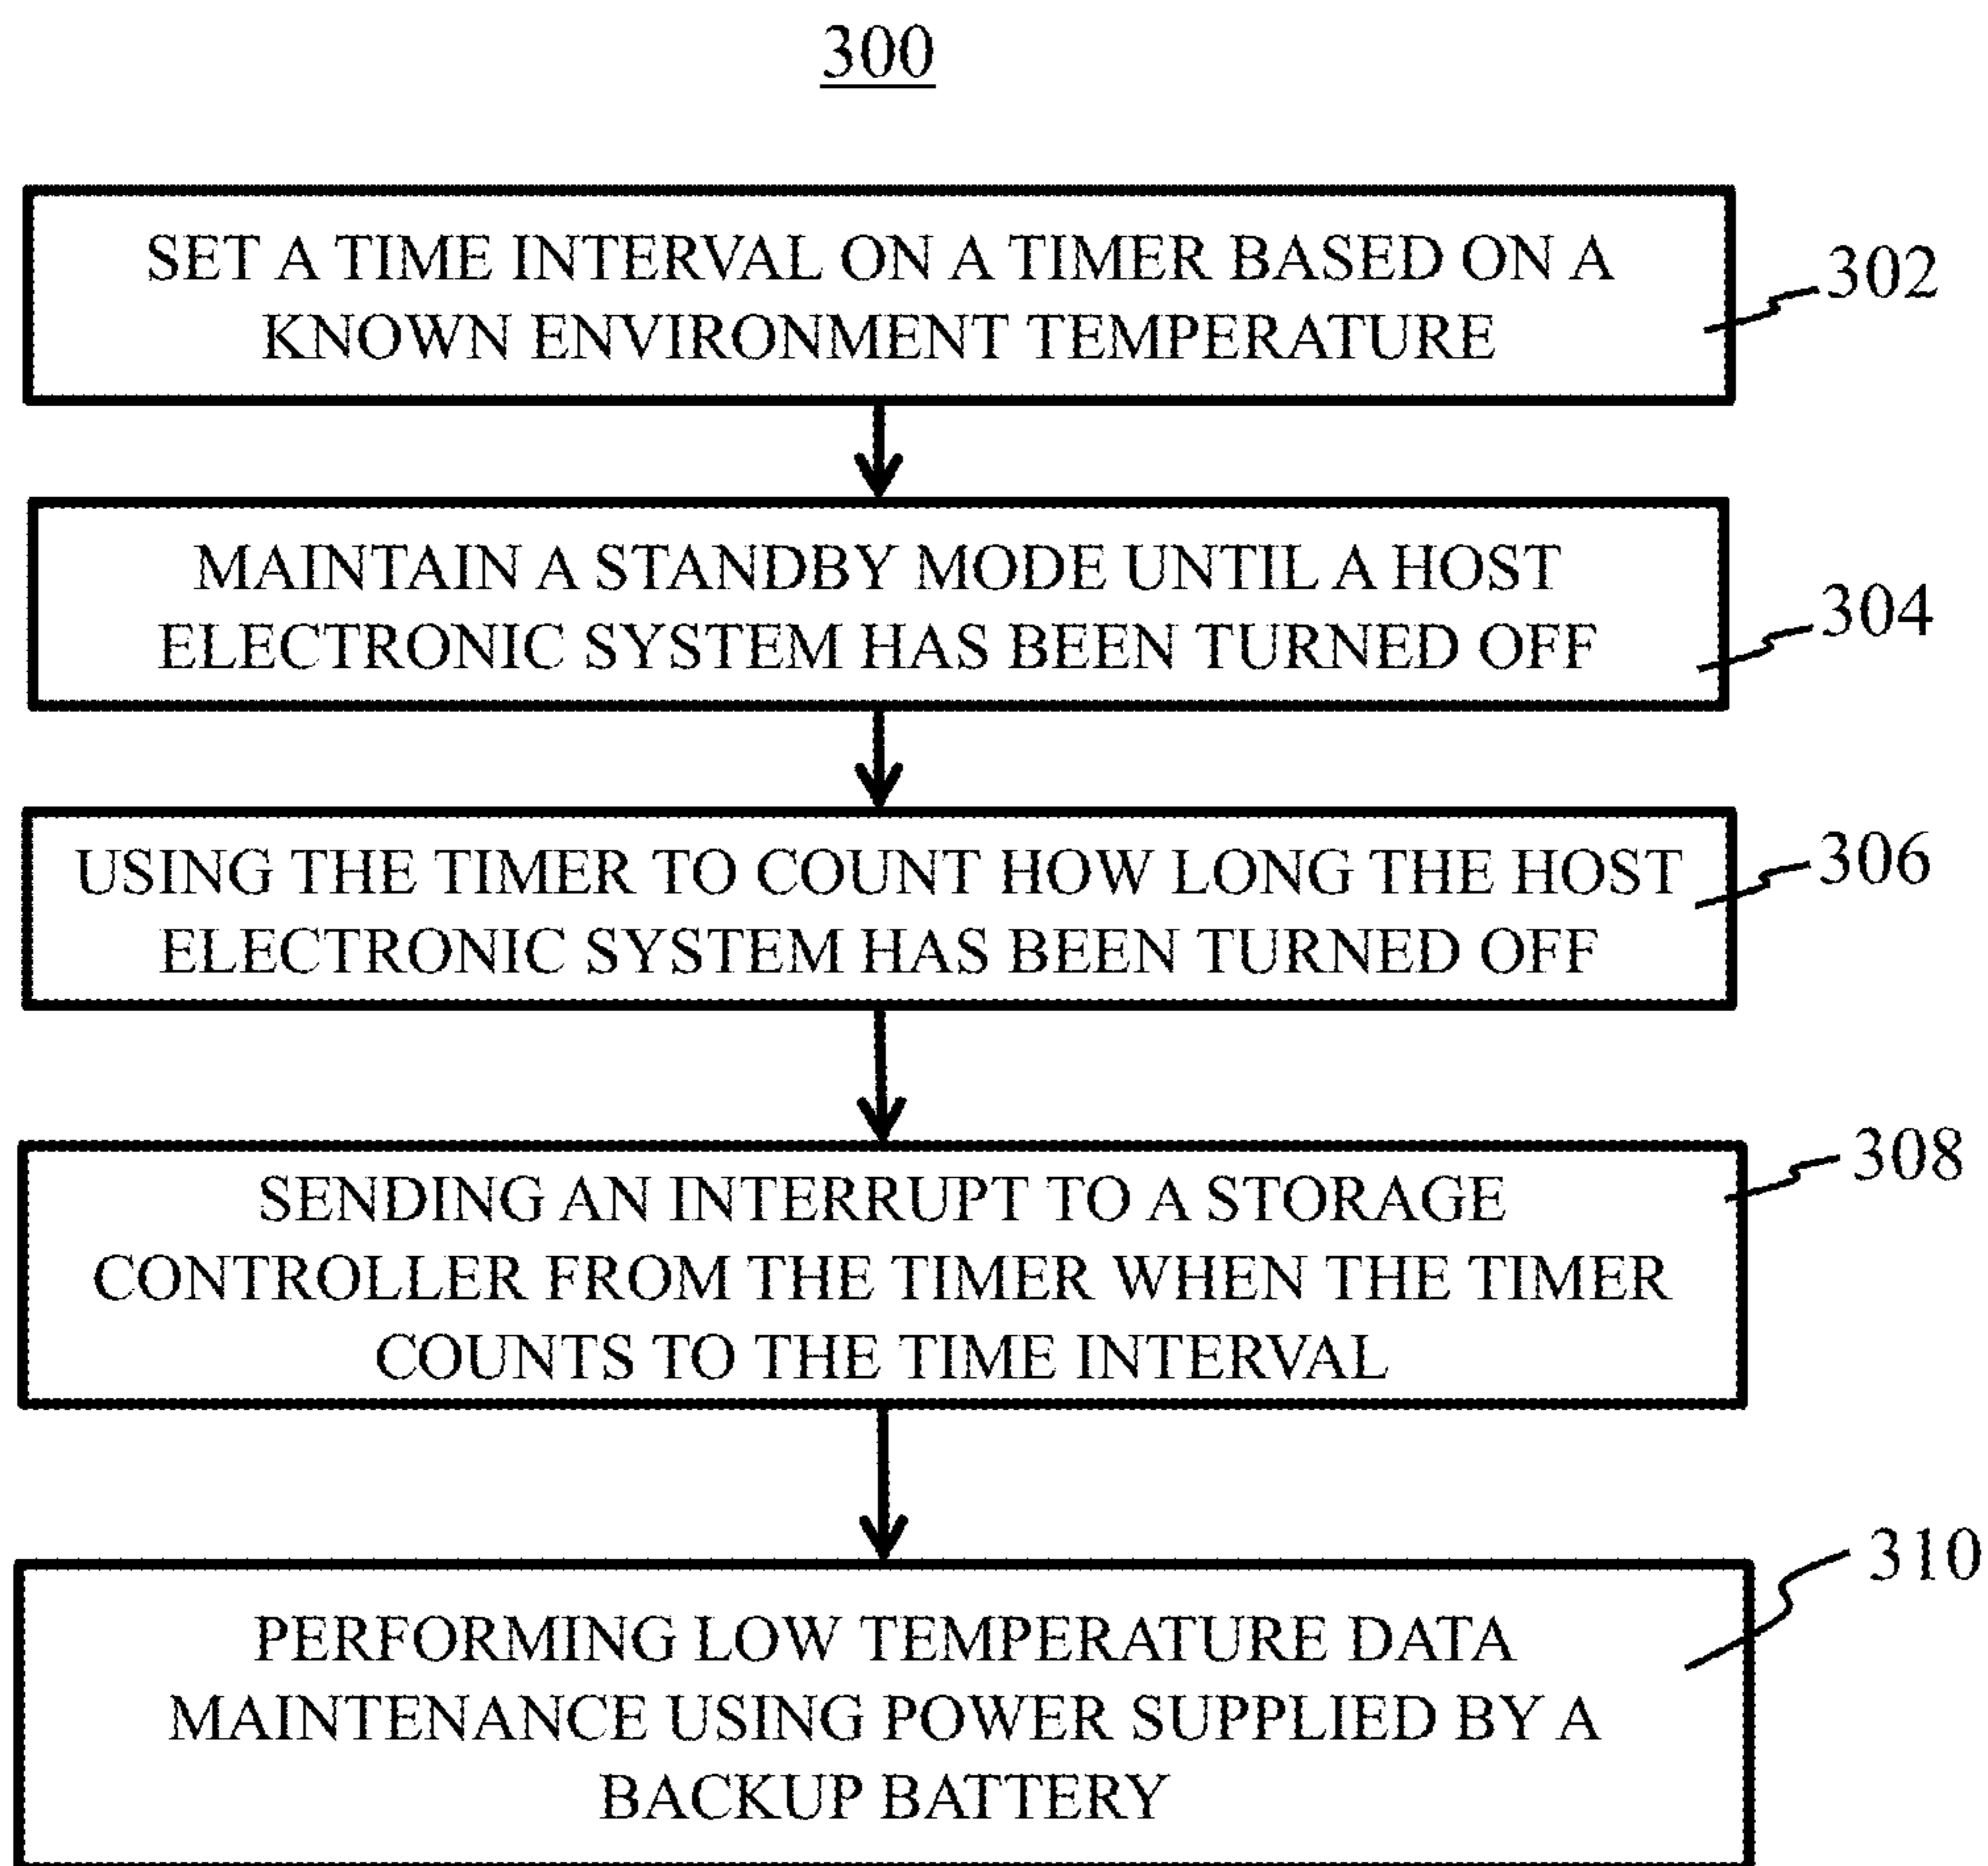 300
SET A TIME INTERVAL ON A TIMER BASED ON A
KNOWN ENVIRONMENT TEMPERATURE
302
MAINTAIN A STANDBY MODE UNTIL A HOST
ELECTRONIC SYSTEM HAS BEEN TURNED OFF
304
USING THE TIMER TO COUNT HOW LONG THE HOST
ELECTRONIC SYSTEM HAS BEEN TURNED OFF
306
SENDING AN INTERRUPT TO A STORAGE
CONTROLLER FROM THE TIMER WHEN THE TIMER
COUNTS TO THE TIME INTERVAL
308
PERFORMING LOW TEMPERATURE DATA
MAINTENANCE USING POWER SUPPLIED BY A
BACKUP BATTERY
310